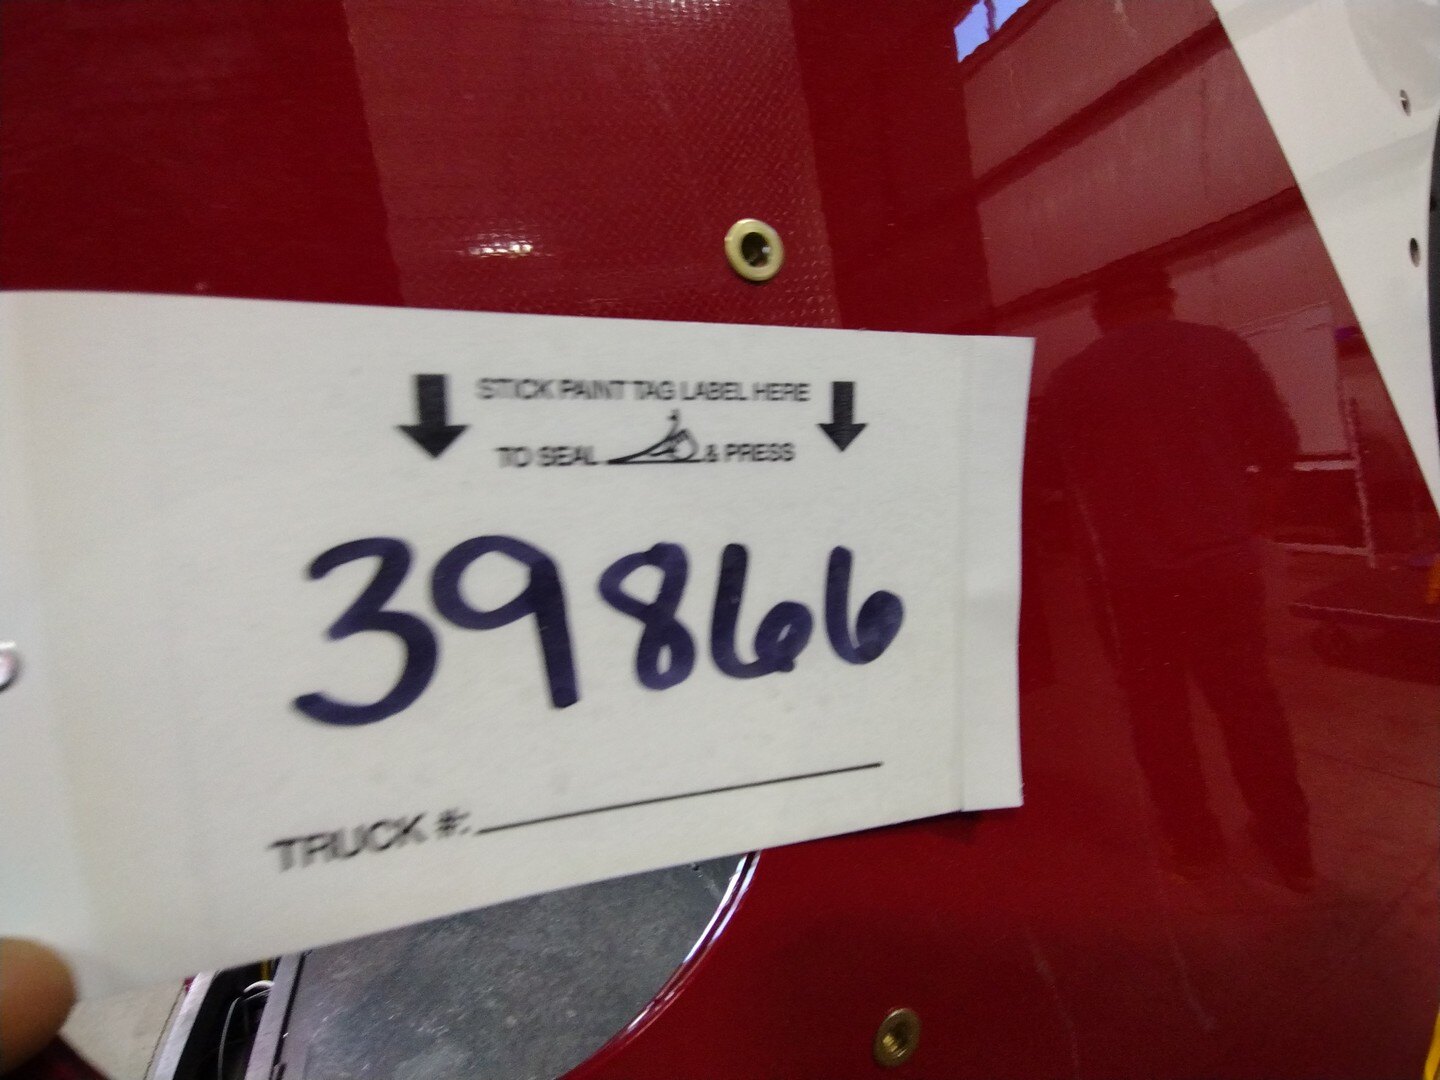 STICK PAINT TAG LABEL HERE
TO SEAL & PRESS
39866
TRUCK #: